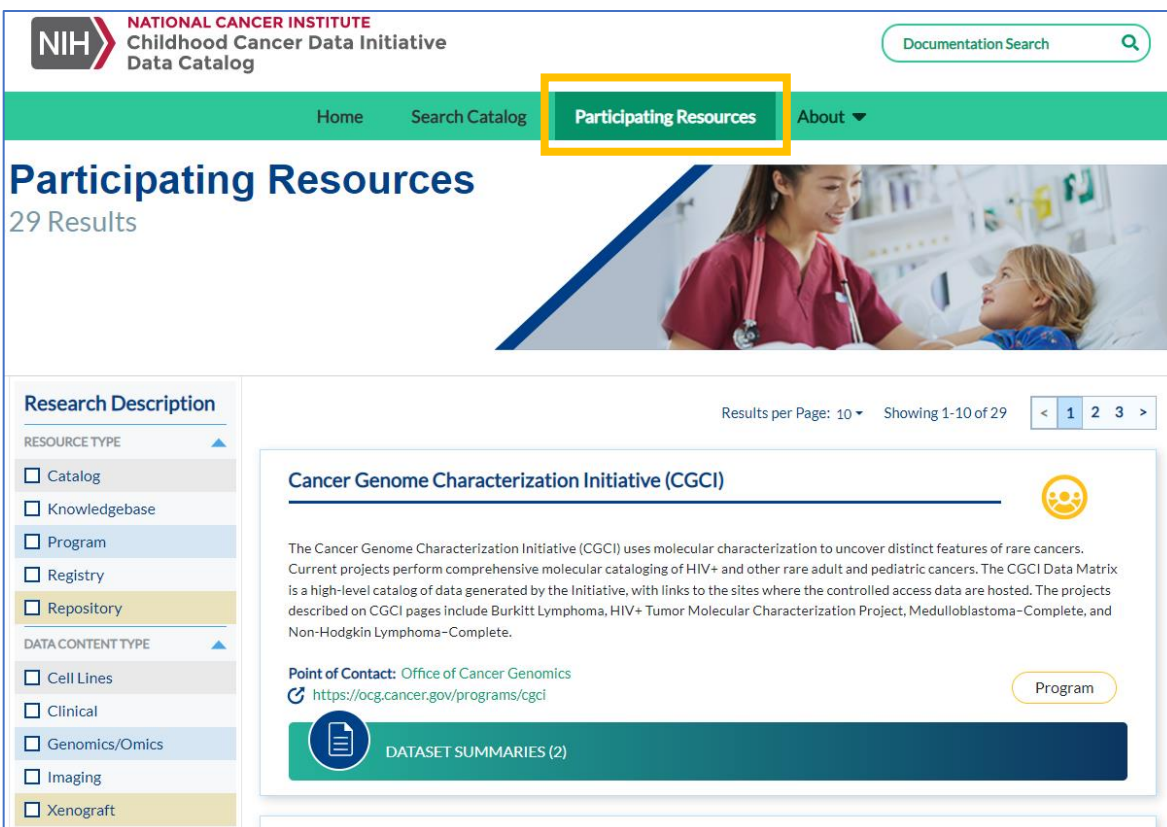 NIH
NATIONAL CANCER INSTITUTE
Childhood Cancer Data Initiative
Data Catalog
Documentation Search
Home
Search Catalog
Participating Resources
About
Participating Resources
29 Results
Research Description
RESOURCE TYPE
Catalog
Knowledgebase
Program
Registry
Repository
DATA CONTENT TYPE
Cell Lines
Clinical
Genomics/Omics
Imaging
Xenograft
Results per Page: 10
Showing 1-10 of 29
< 1 2 3 >
Cancer Genome Characterization Initiative (CGCI)
The Cancer Genome Characterization Initiative (CGCI) uses molecular characterization to uncover distinct features of rare cancers.
Current projects perform comprehensive molecular cataloging of HIV+ and other rare adult and pediatric cancers. The CGCI Data Matrix
is a high-level catalog of data generated by the Initiative, with links to the sites where the controlled access data are hosted. The projects
described on CGCI pages include Burkitt Lymphoma, HIV+ Tumor Molecular Characterization Project, Medulloblastoma–Complete, and
Non-Hodgkin Lymphoma–Complete.
Point of Contact: Office of Cancer Genomics
https://ocg.cancer.gov/programs/cgci
Program
DATASET SUMMARIES (2)